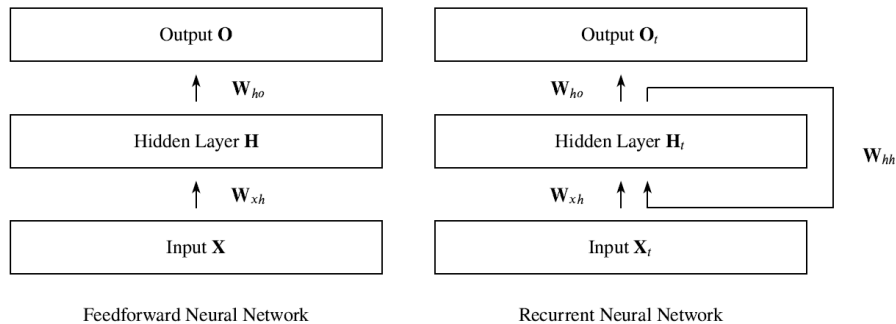 Output O
W_ho
Hidden Layer H
W_xh
Input X
Feedforward Neural Network
Output O_t
W_ho
Hidden Layer H_t
W_hh
W_xh
Input X_t
Recurrent Neural Network